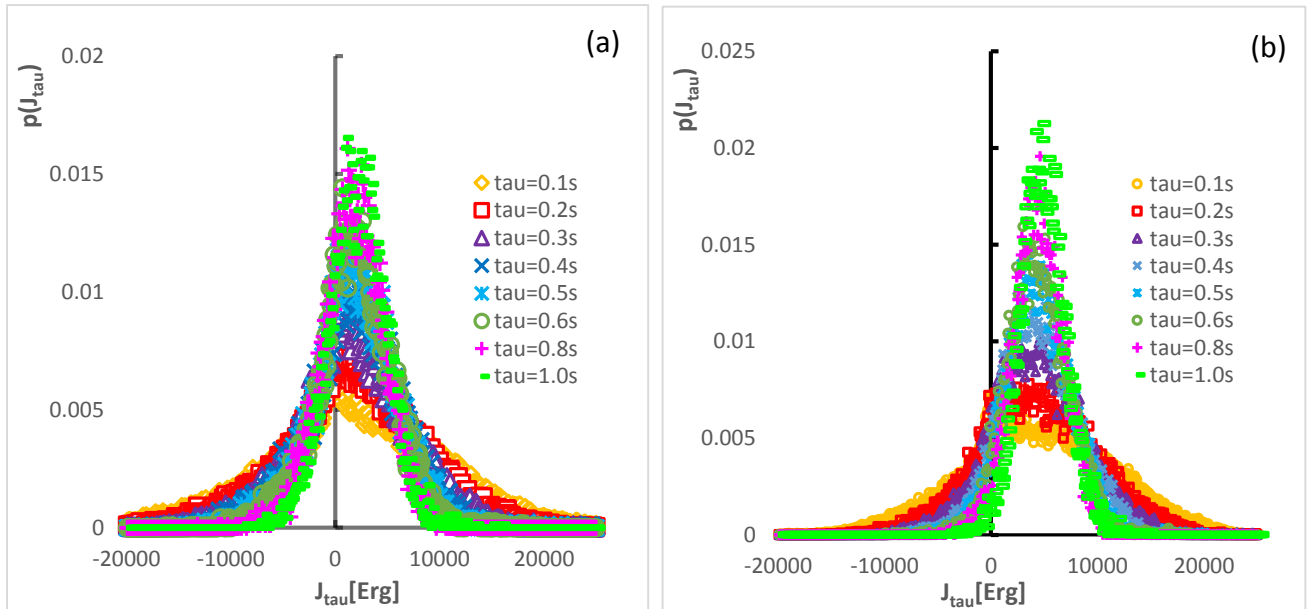 (a)
0.02
p(J_tau)
0.015
0.01
0.005
0
-20000
-10000
0
10000
20000
J_tau[Erg]
tau=0.1s
tau=0.2s
tau=0.3s
tau=0.4s
tau=0.5s
tau=0.6s
tau=0.8s
tau=1.0s
(b)
0.025
p(J_tau)
0.02
0.015
0.01
0.005
0
-20000
-10000
0
10000
20000
J_tau[Erg]
tau=0.1s
tau=0.2s
tau=0.3s
tau=0.4s
tau=0.5s
tau=0.6s
tau=0.8s
tau=1.0s